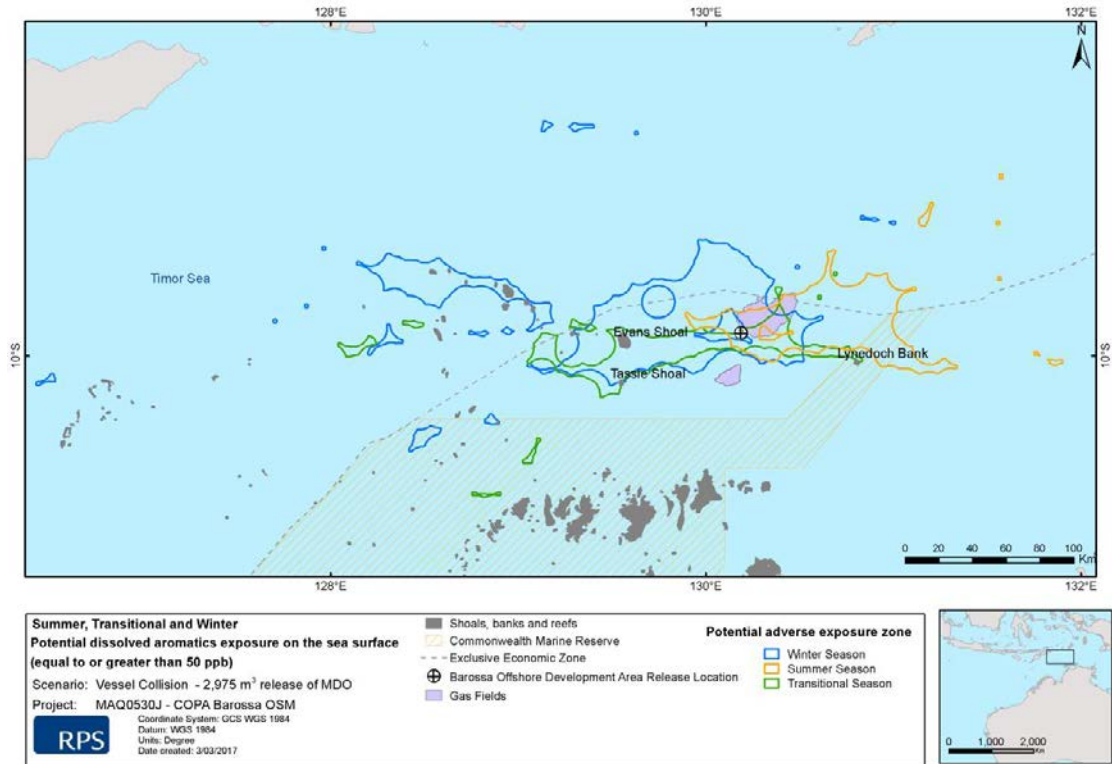 128°E
130°E
132°E
N
Timor Sea
Evans Shoal
Lynedoch Bank
Tassie Shoal
10°S
10°S
0 20 40 60 80 100
Km
128°E
130°E
132°E
Summer, Transitional and Winter
Potential dissolved aromatics exposure on the sea surface
(equal to or greater than 50 ppb)
Scenario: Vessel Collision - 2,975 m³ release of MDO
Project: MAQ0530J - COPA Barossa OSM
RPS
Coordinate System: GCS WGS 1984
Datum: WGS 1984
Units: Degree
Date created: 3/03/2017
Shoals, banks and reefs
Commonwealth Marine Reserve
Exclusive Economic Zone
Barossa Offshore Development Area Release Location
Gas Fields
Potential adverse exposure zone
Winter Season
Summer Season
Transitional Season
0 1,000 2,000
Km